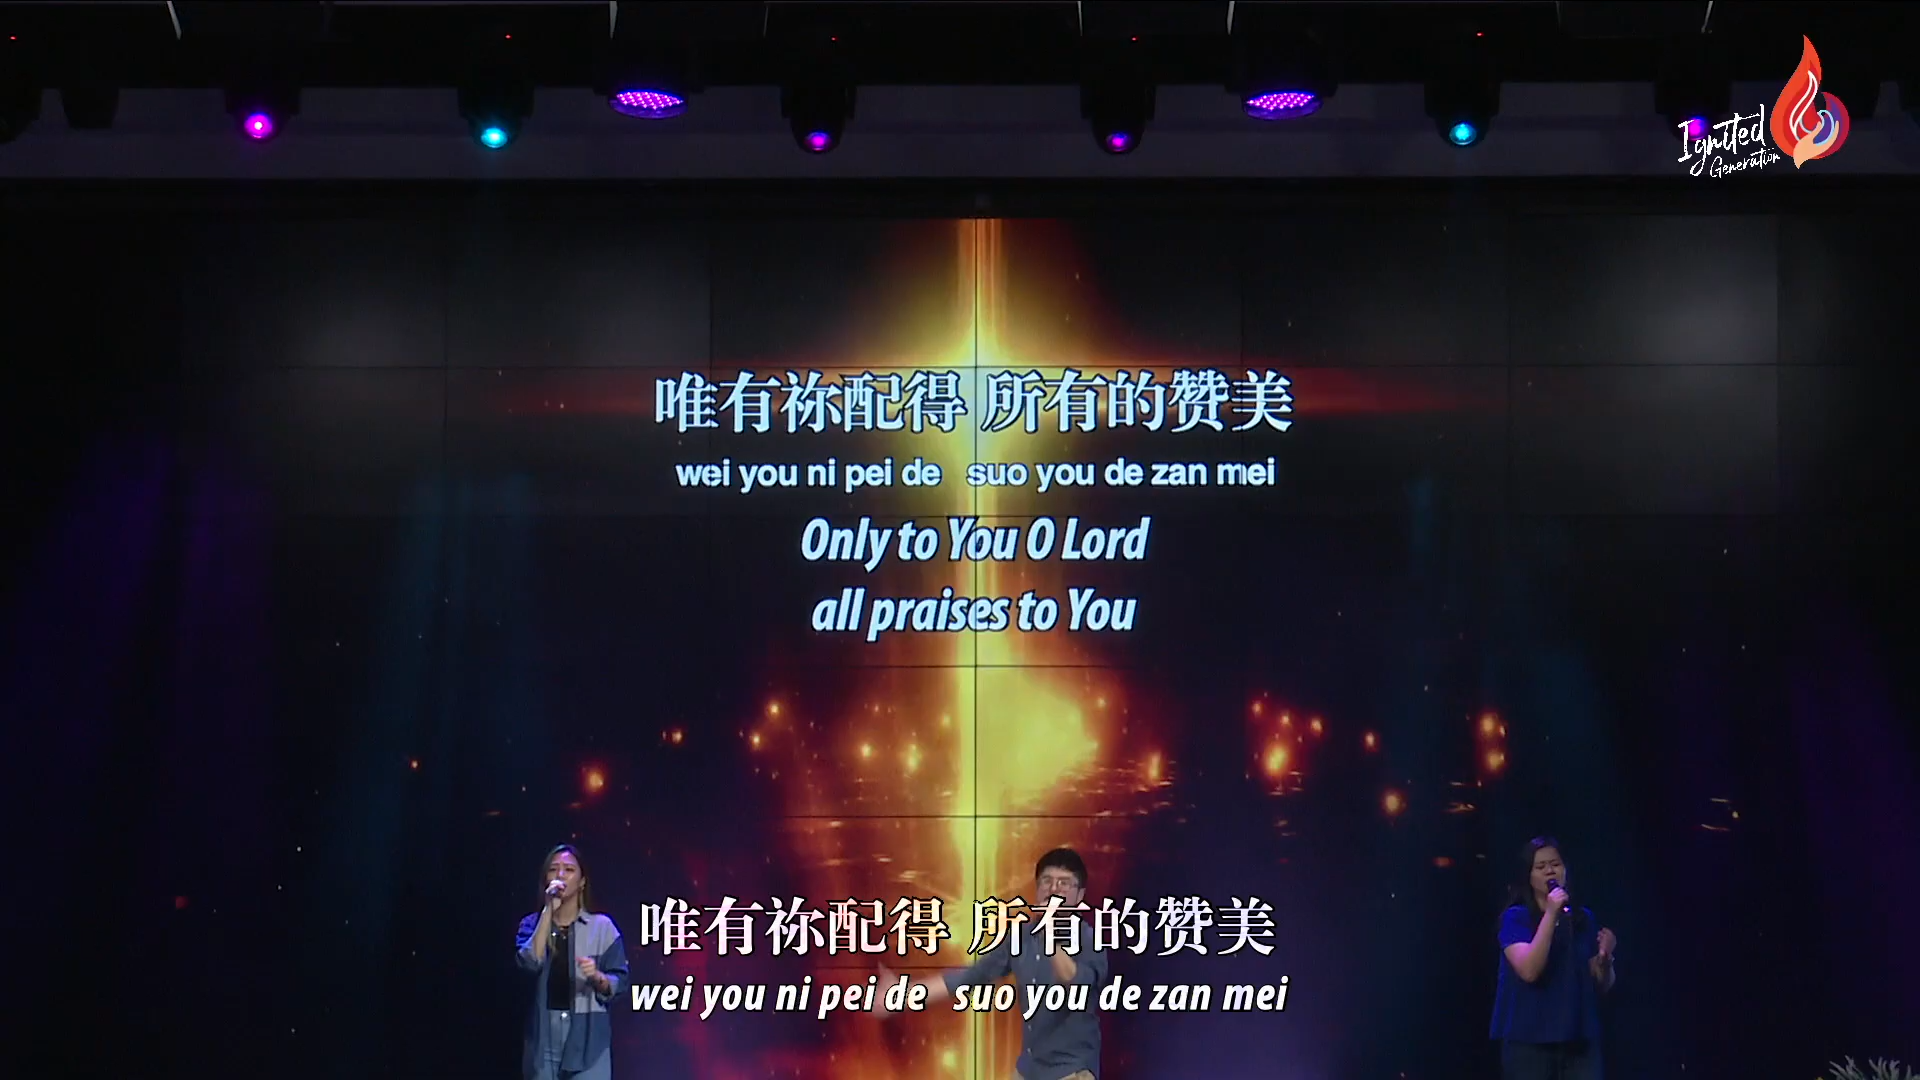 Ignited
Generation
唯有祢配得 所有的赞美
wei you ni pei de suo you de zan mei
Only to You O Lord
all praises to You
唯有祢配得 所有的赞美
wei you ni pei de suo you de zan mei